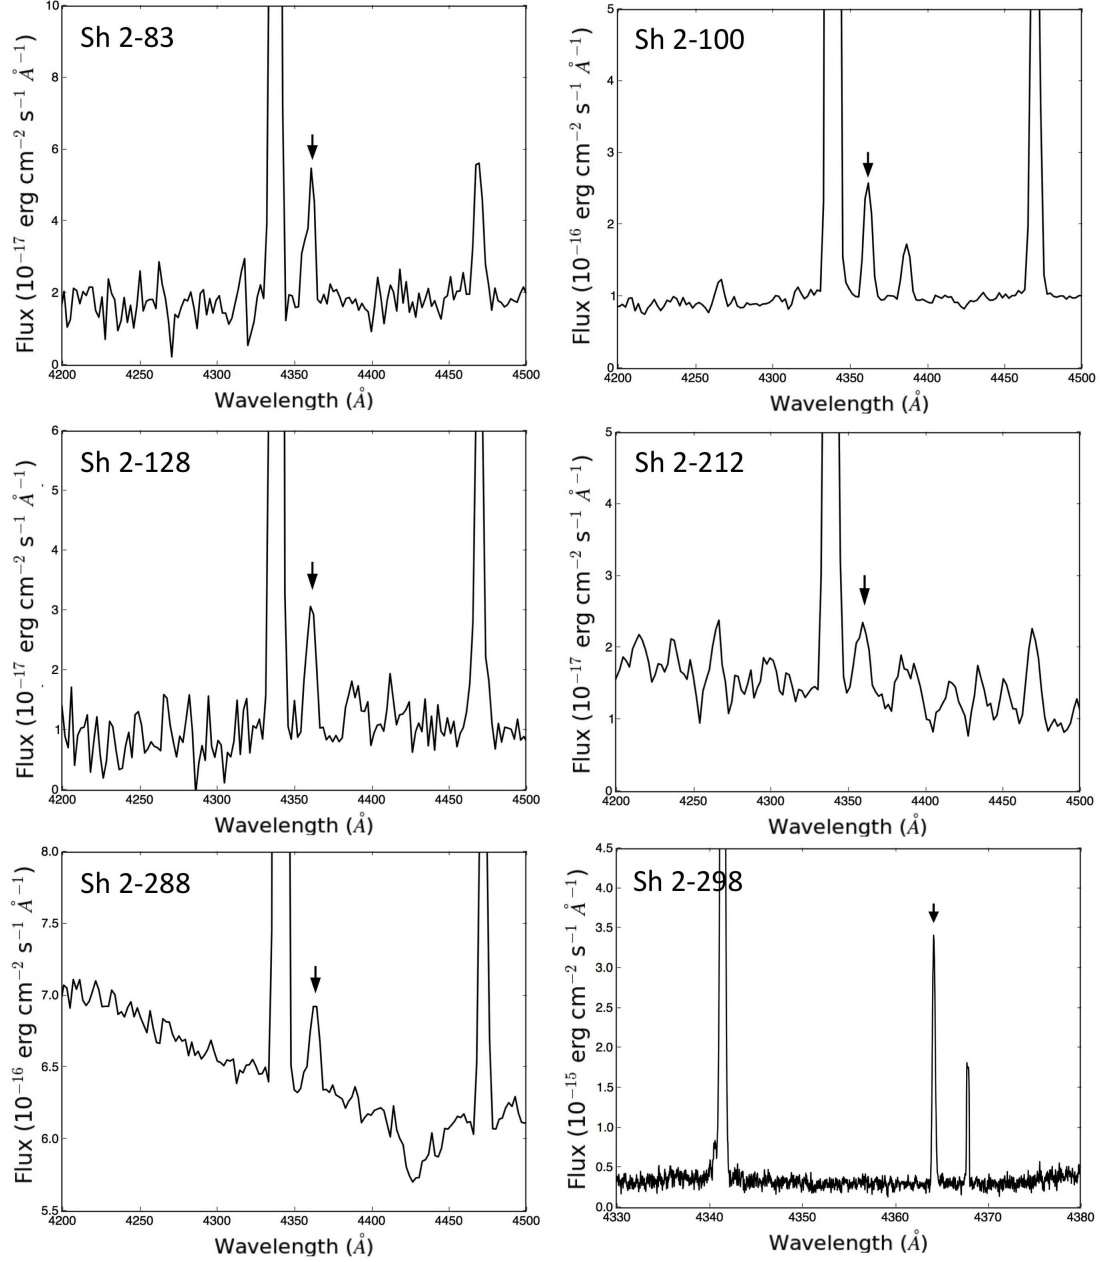 Sh 2-83
Flux (10⁻¹⁷ erg cm⁻² s⁻¹ Å⁻¹)
10
8
6
4
2
0
4200 4250 4300 4350 4400 4450 4500
Wavelength (Å)
Sh 2-100
Flux (10⁻¹⁶ erg cm⁻² s⁻¹ Å⁻¹)
5
4
3
2
1
0
4200 4250 4300 4350 4400 4450 4500
Wavelength (Å)
Sh 2-128
Flux (10⁻¹⁷ erg cm⁻² s⁻¹ Å⁻¹)
6
5
4
3
2
1
0
4200 4250 4300 4350 4400 4450 4500
Wavelength (Å)
Sh 2-212
Flux (10⁻¹⁷ erg cm⁻² s⁻¹ Å⁻¹)
5
4
3
2
1
0
4200 4250 4300 4350 4400 4450 4500
Wavelength (Å)
Sh 2-288
Flux (10⁻¹⁶ erg cm⁻² s⁻¹ Å⁻¹)
8.0
7.5
7.0
6.5
6.0
5.5
4200 4250 4300 4350 4400 4450 4500
Wavelength (Å)
Sh 2-298
Flux (10⁻¹⁵ erg cm⁻² s⁻¹ Å⁻¹)
4.5
4.0
3.5
3.0
2.5
2.0
1.5
1.0
0.5
0.0
4330 4340 4350 4360 4370 4380
Wavelength (Å)